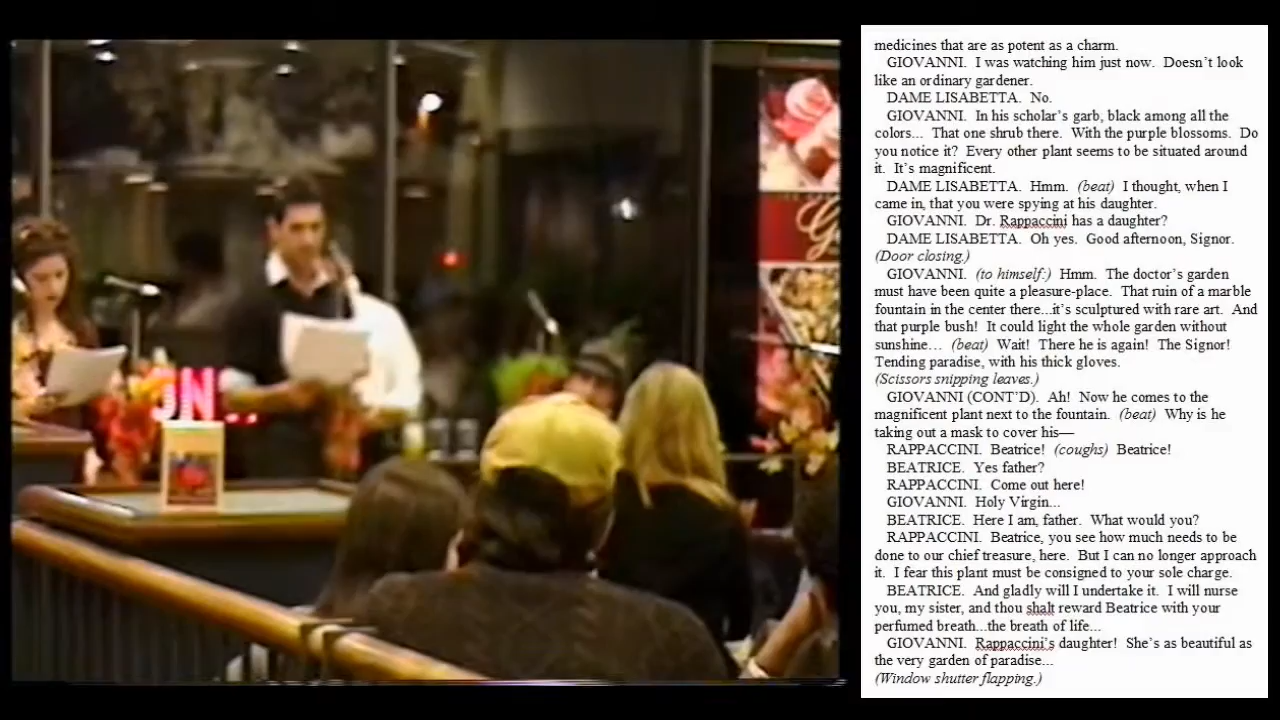 medicines that are as potent as a charm.
GIOVANNI. I was watching him just now. Doesn't look
like an ordinary gardener.
DAME LISABETTA. No.
GIOVANNI. In his scholar's garb, black among all the
colors... That one shrub there. With the purple blossoms. Do
you notice it? Every other plant seems to be situated around
it. It's magnificent.
DAME LISABETTA. Hmm. (beat) I thought, when I
came in, that you were spying at his daughter.
GIOVANNI. Dr. Rappaccini has a daughter?
DAME LISABETTA. Oh yes. Good afternoon, Signor.
(Door closing.)
GIOVANNI. (to himself:) Hmm. The doctor's garden
must have been quite a pleasure-place. That ruin of a marble
fountain in the center there...it's sculptured with rare art. And
that purple bush! It could light the whole garden without
sunshine... (beat) Wait! There he is again! The Signor!
Tending paradise, with his thick gloves.
(Scissors snipping leaves.)
GIOVANNI (CONT'D). Ah! Now he comes to the
magnificent plant next to the fountain. (beat) Why is he
taking out a mask to cover his—
RAPPACCINI. Beatrice! (coughs) Beatrice!
BEATRICE. Yes father?
RAPPACCINI. Come out here!
GIOVANNI. Holy Virgin...
BEATRICE. Here I am, father. What would you?
RAPPACCINI. Beatrice, you see how much needs to be
done to our chief treasure, here. But I can no longer approach
it. I fear this plant must be consigned to your sole charge.
BEATRICE. And gladly will I undertake it. I will nurse
you, my sister, and thou shalt reward Beatrice with your
perfumed breath...the breath of life...
GIOVANNI. Rappaccini's daughter! She's as beautiful as
the very garden of paradise...
(Window shutter flapping.)